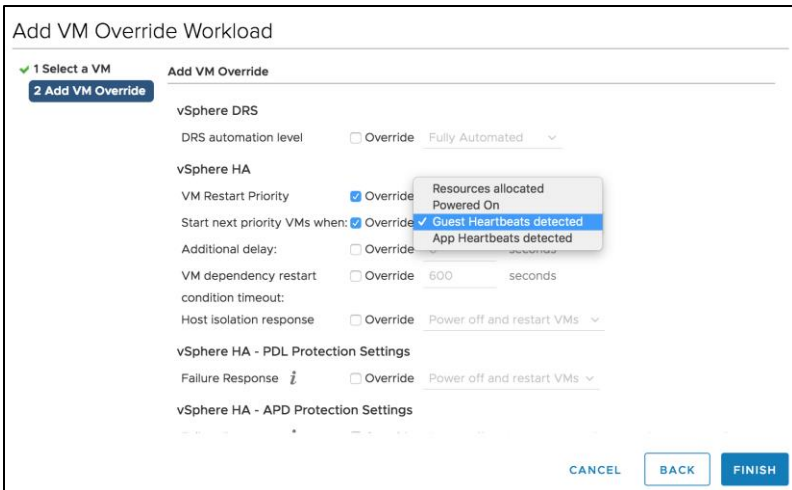 Add VM Override Workload
1 Select a VM
2 Add VM Override
Add VM Override
vSphere DRS
DRS automation level Override Fully Automated
vSphere HA
VM Restart Priority Override
Resources allocated
Powered On
Start next priority VMs when: Override ✓ Guest Heartbeats detected
App Heartbeats detected
Additional delay: Override seconds
VM dependency restart Override 600 seconds
condition timeout:
Host isolation response Override Power off and restart VMs
vSphere HA - PDL Protection Settings
Failure Response i Override Power off and restart VMs
vSphere HA - APD Protection Settings
CANCEL BACK FINISH